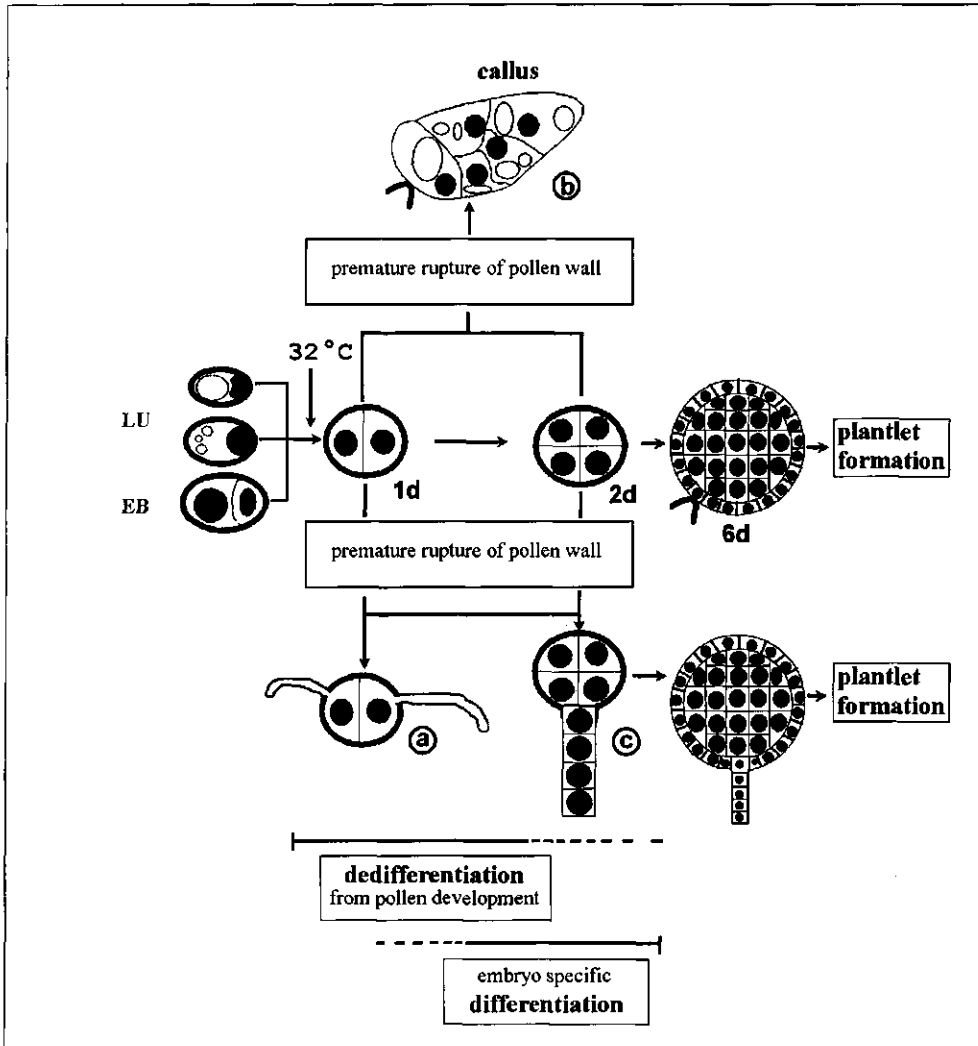 callus
b
premature rupture of pollen wall
32 °C
LU
EB
1d
2d
6d
plantlet
formation
premature rupture of pollen wall
a
c
plantlet
formation
dedifferentiation
from pollen development
embryo specific
differentiation